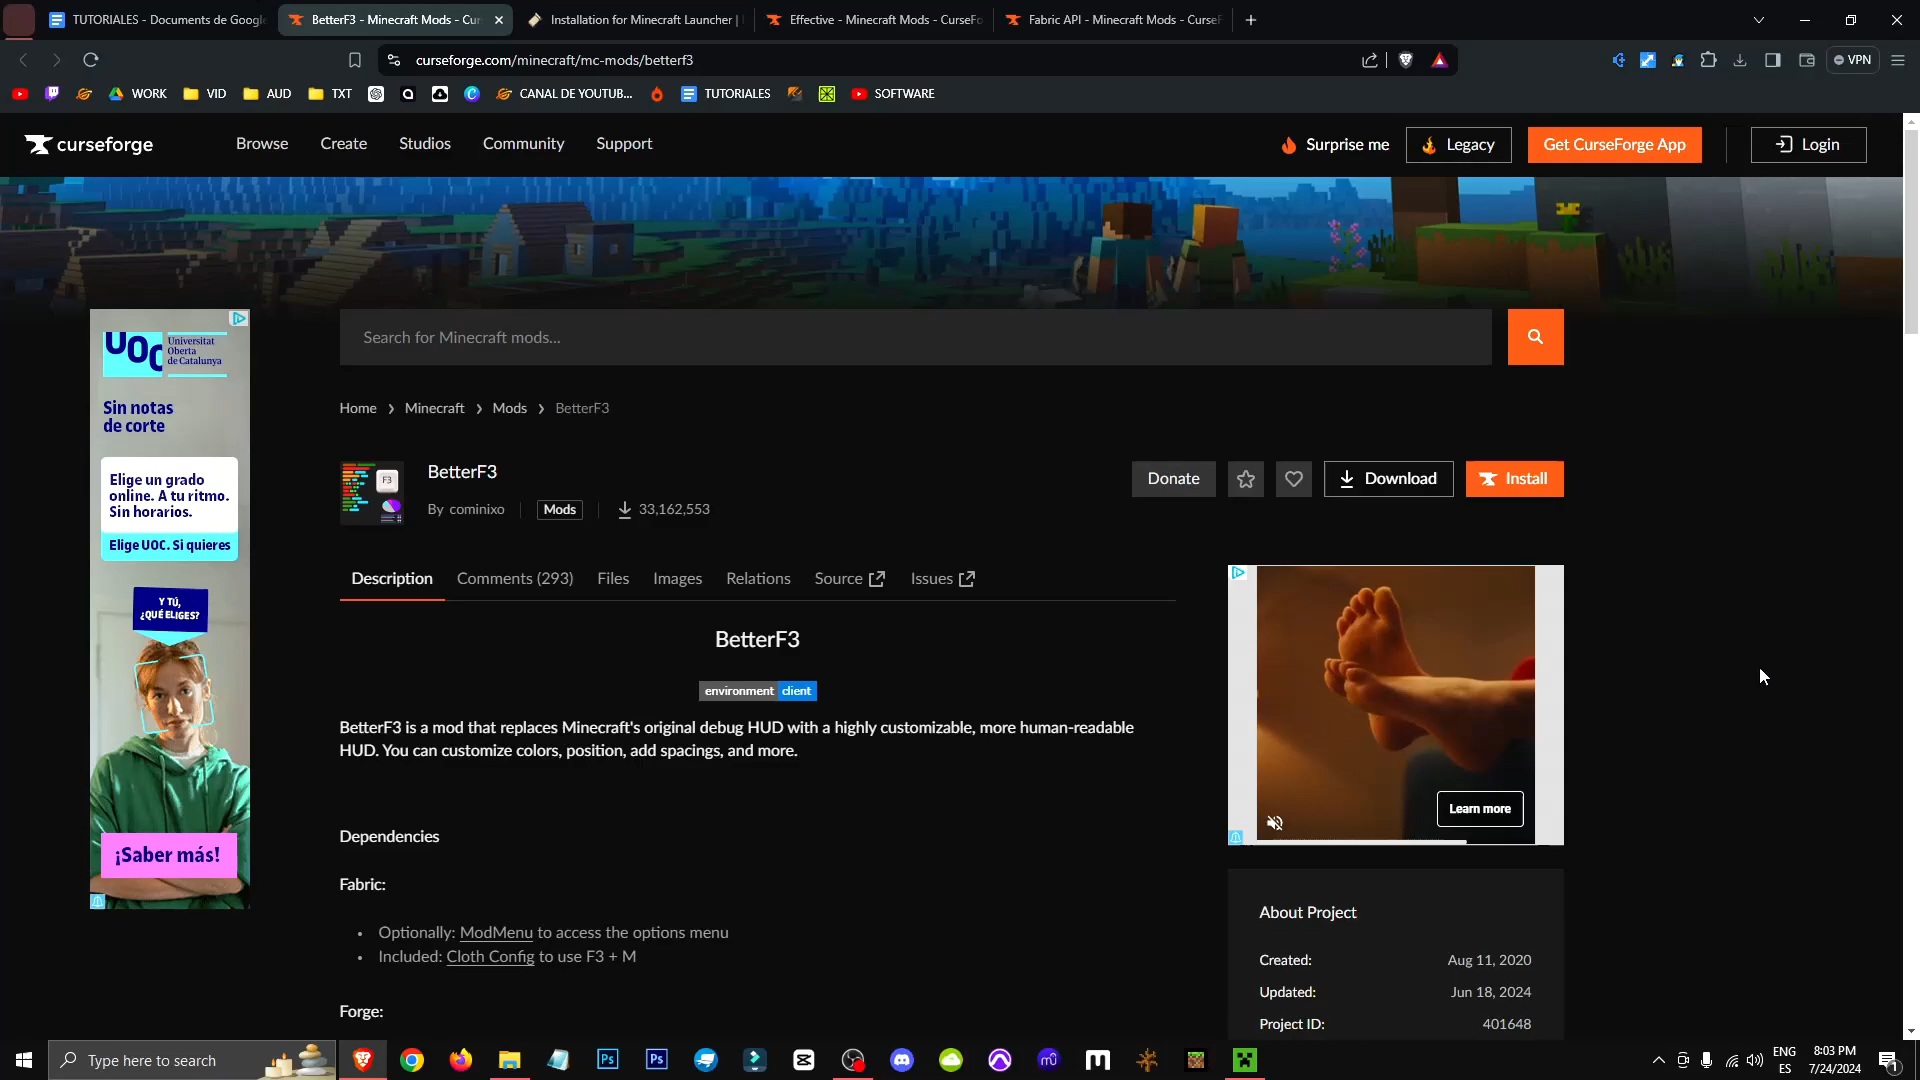 TUTORIALES - Documents de Google
BetterF3 - Minecraft Mods - Cur
Installation for Minecraft Launcher |
Effective - Minecraft Mods - CurseFo
Fabric API - Minecraft Mods - CurseF
curseforge.com/minecraft/mc-mods/betterf3
VPN
WORK
VID
AUD
TXT
CANAL DE YOUTUB...
TUTORIALES
SOFTWARE
curseforge
Browse
Create
Studios
Community
Support
Surprise me
Legacy
Get CurseForge App
Login
UOC
Universitat
Oberta
de Catalunya
Sin notas
de corte
Elige un grado
online. A tu ritmo.
Sin horarios.
Elige UOC. Si quieres
Y TÚ,
¿QUÉ ELIGES?
¡Saber más!
Search for Minecraft mods...
Home > Minecraft > Mods > BetterF3
F3
BetterF3
By cominixo
Mods
33,162,553
Donate
Download
Install
Description
Comments (293)
Files
Images
Relations
Source
Issues
BetterF3
environment client
BetterF3 is a mod that replaces Minecraft's original debug HUD with a highly customizable, more human-readable
HUD. You can customize colors, position, add spacings, and more.
Dependencies
Fabric:
• Optionally: ModMenu to access the options menu
• Included: Cloth Config to use F3 + M
Forge:
Learn more
About Project
Created: Aug 11, 2020
Updated: Jun 18, 2024
Project ID: 401648
Type here to search
Ps
Ps
ENG
ES
8:03 PM
7/24/2024
1